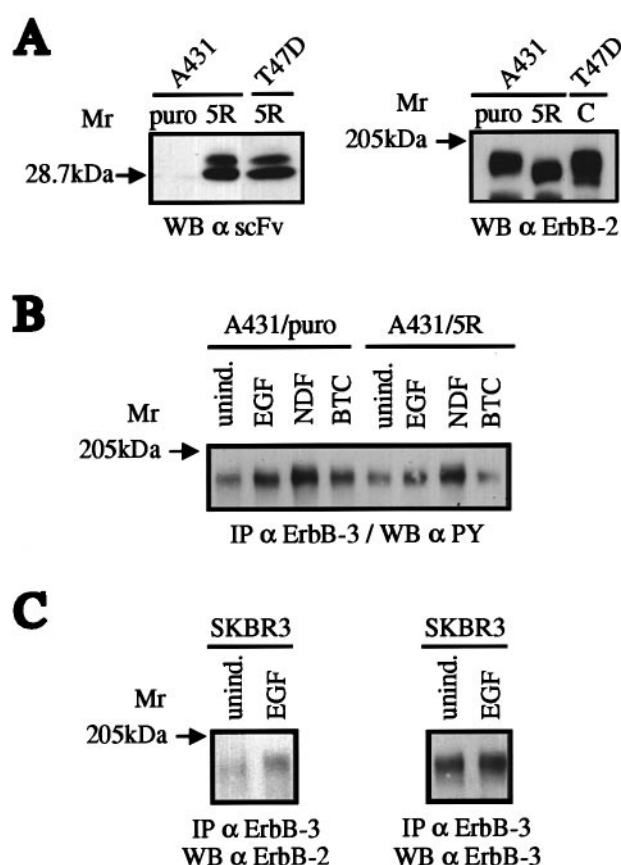 A
A431 T47D
Mr puro 5R 5R
28.7kDa
WB α scFv
A431 T47D
Mr puro 5R C
205kDa
WB α ErbB-2
B
A431/puro A431/5R
Mr unind. EGF NDF BTC unind. EGF NDF BTC
205kDa
IP α ErbB-3 / WB α PY
C
SKBR3 SKBR3
Mr unind. EGF unind. EGF
205kDa
IP α ErbB-3 IP α ErbB-3
WB α ErbB-2 WB α ErbB-3